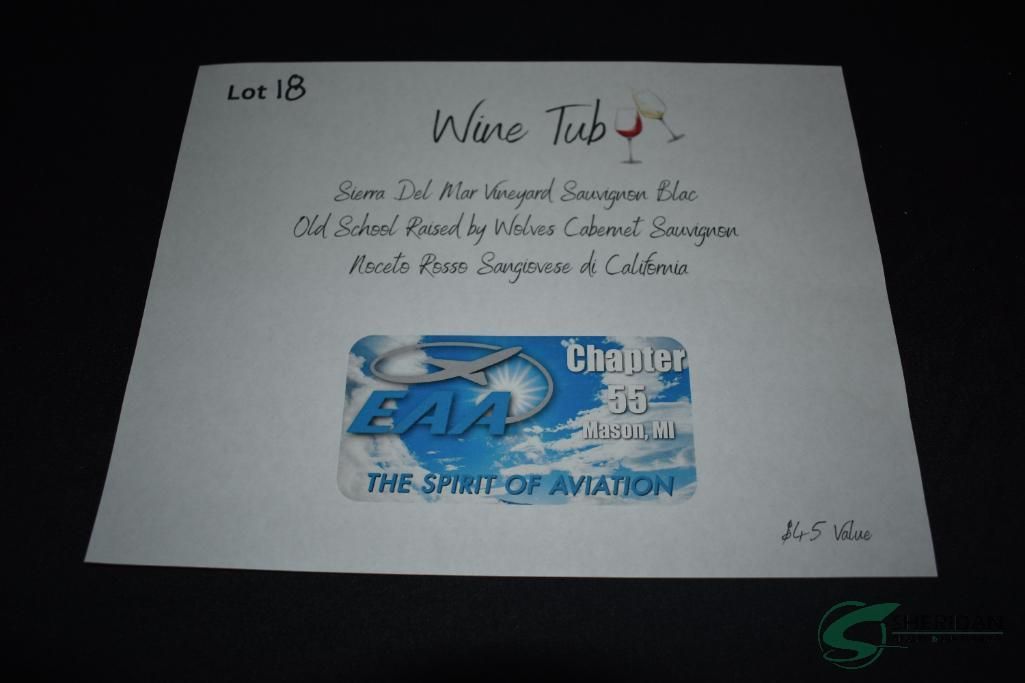 Lot 18
Wine Tub
Sierra Del Mar Vineyard Sauvignon Blac
Old School Raised by Wolves Cabernet Sauvignon
Noceto Rosso Sangiovese di California
EAA
Chapter
55
Mason, MI
THE SPIRIT OF AVIATION
$45 Value
SHERIDAN